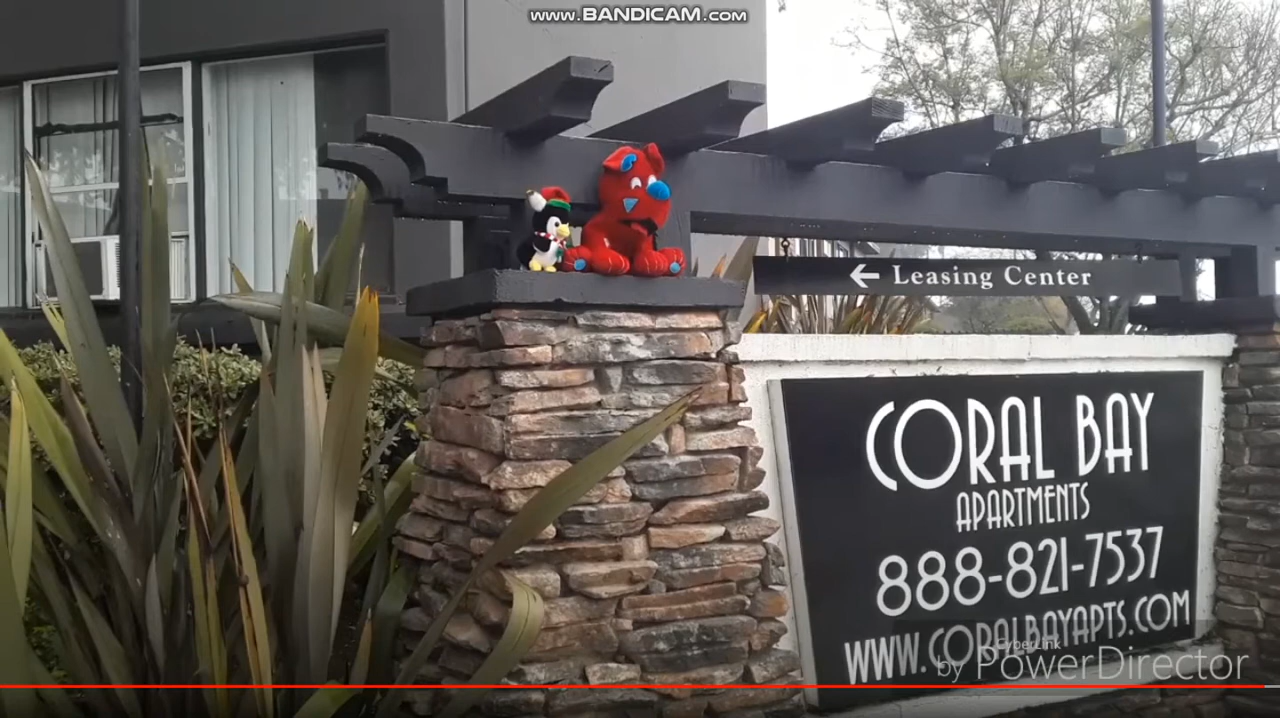 www.BANDICAM.com
← Leasing Center
CORAL BAY
APARTMENTS
888-821-7537
WWW.CORALBAYAPTS.COM
CyberLink
by PowerDirector